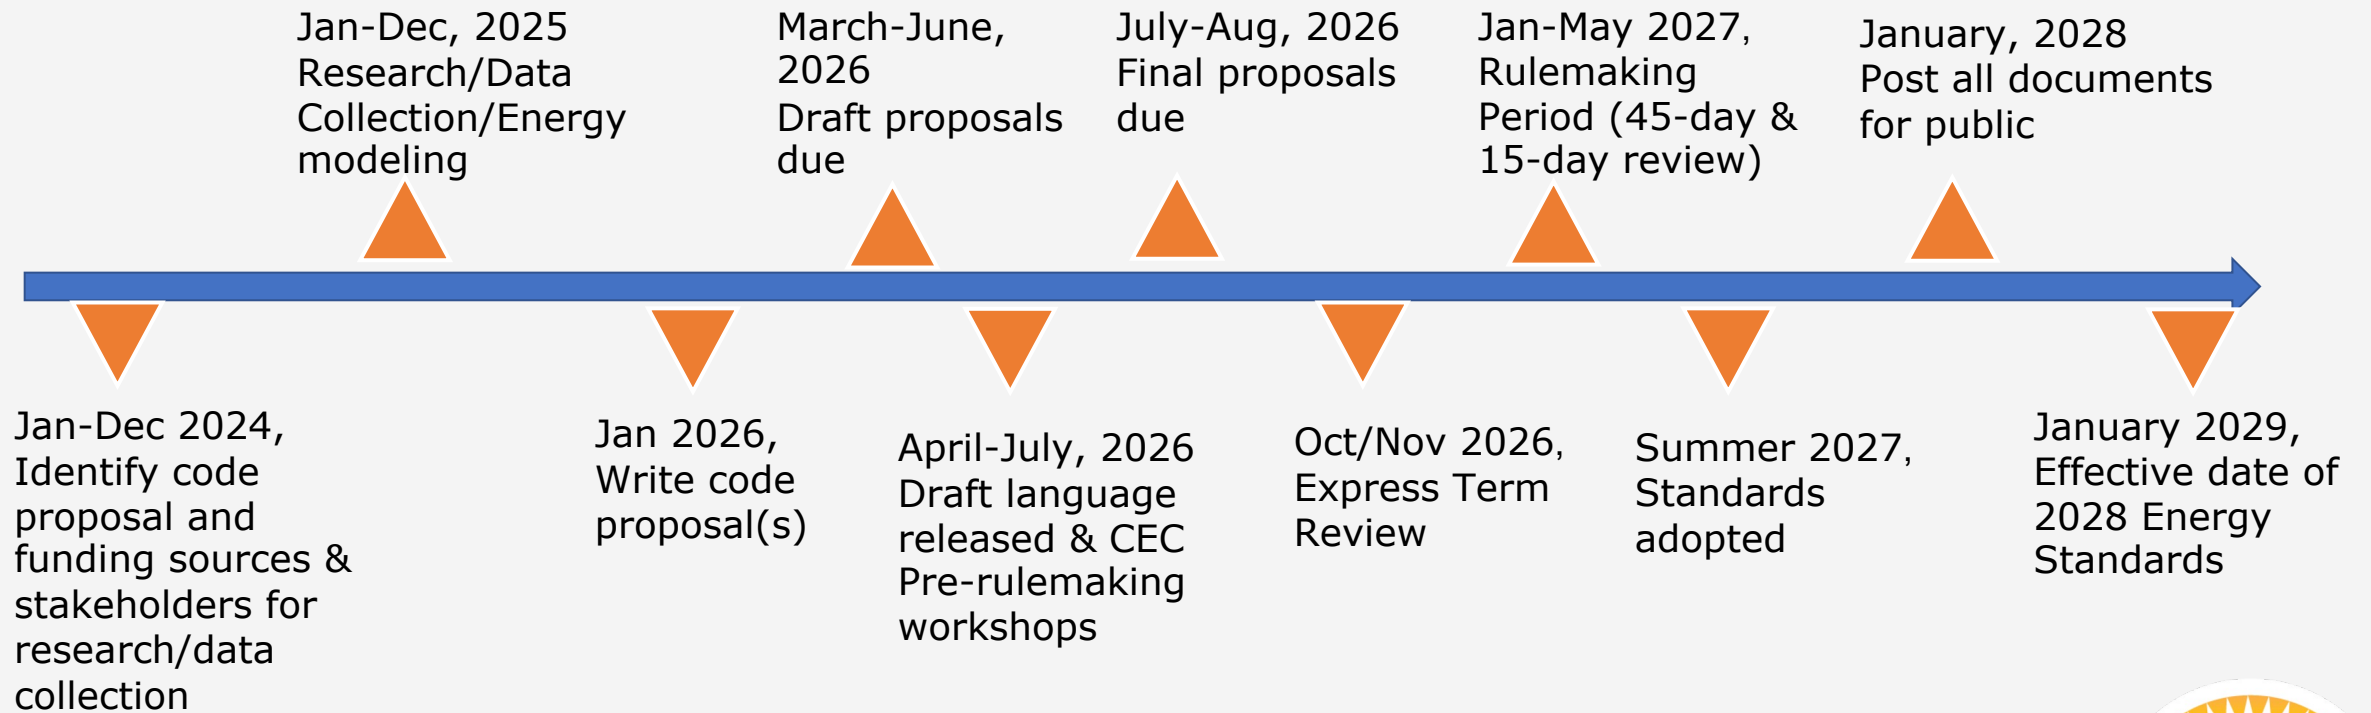 Jan-Dec, 2025
Research/Data
Collection/Energy
modeling
March-June,
2026
Draft proposals
due
July-Aug, 2026
Final proposals
due
Jan-May 2027,
Rulemaking
Period (45-day &
15-day review)
January, 2028
Post all documents
for public
Jan-Dec 2024,
Identify code
proposal and
funding sources &
stakeholders for
research/data
collection
Jan 2026,
Write code
proposal(s)
April-July, 2026
Draft language
released & CEC
Pre-rulemaking
workshops
Oct/Nov 2026,
Express Term
Review
Summer 2027,
Standards
adopted
January 2029,
Effective date of
2028 Energy
Standards